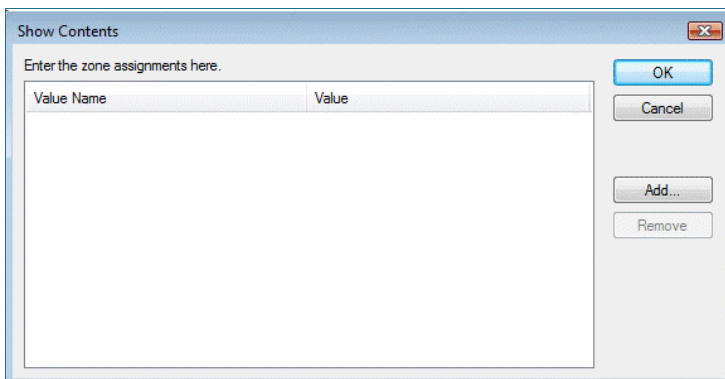 Show Contents
Enter the zone assignments here.
Value Name Value
OK
Cancel
Add...
Remove